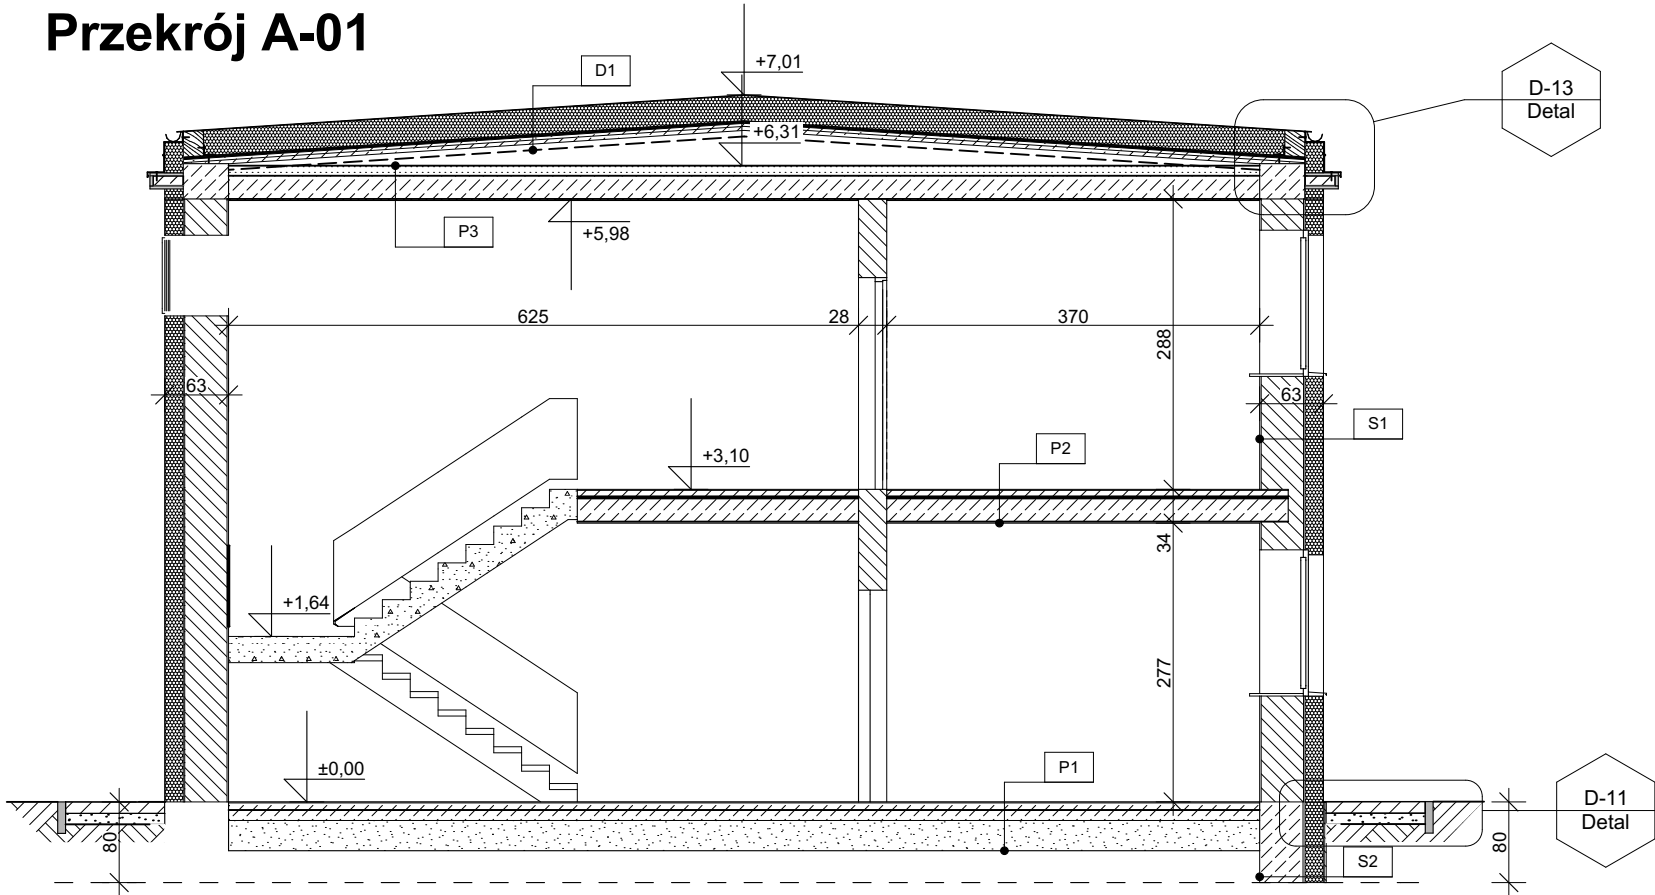 Przekrój A-01
D1
+7,01
D-13
Detal
+6,31
P3
+5,98
625
28
370
288
63
63
S1
+3,10
P2
34
+1,64
277
±0,00
P1
D-11
Detal
80
80
S2